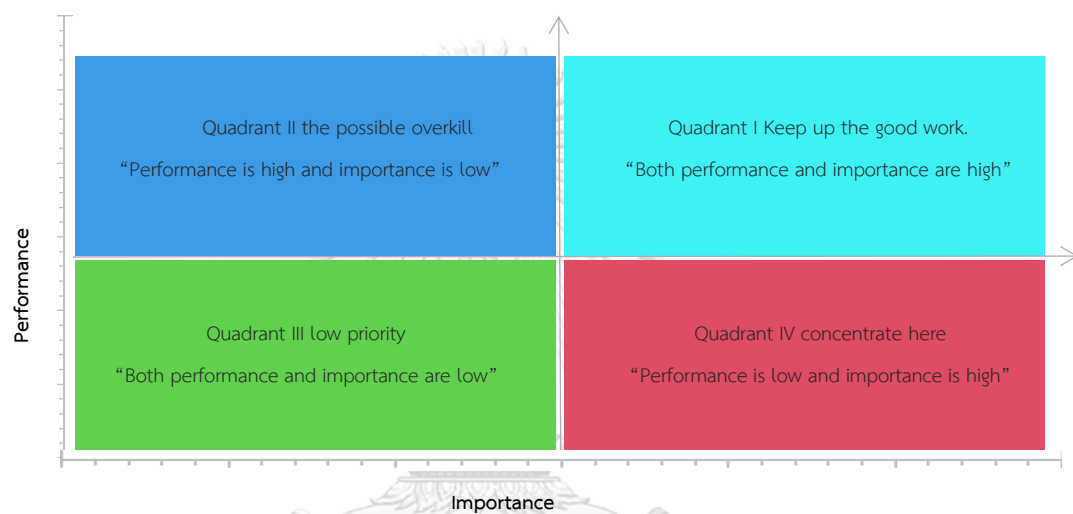 Quadrant II the possible overkill
“Performance is high and importance is low”
Quadrant I Keep up the good work.
“Both performance and importance are high”
Quadrant III low priority
“Both performance and importance are low”
Quadrant IV concentrate here
“Performance is low and importance is high”
Performance
Importance